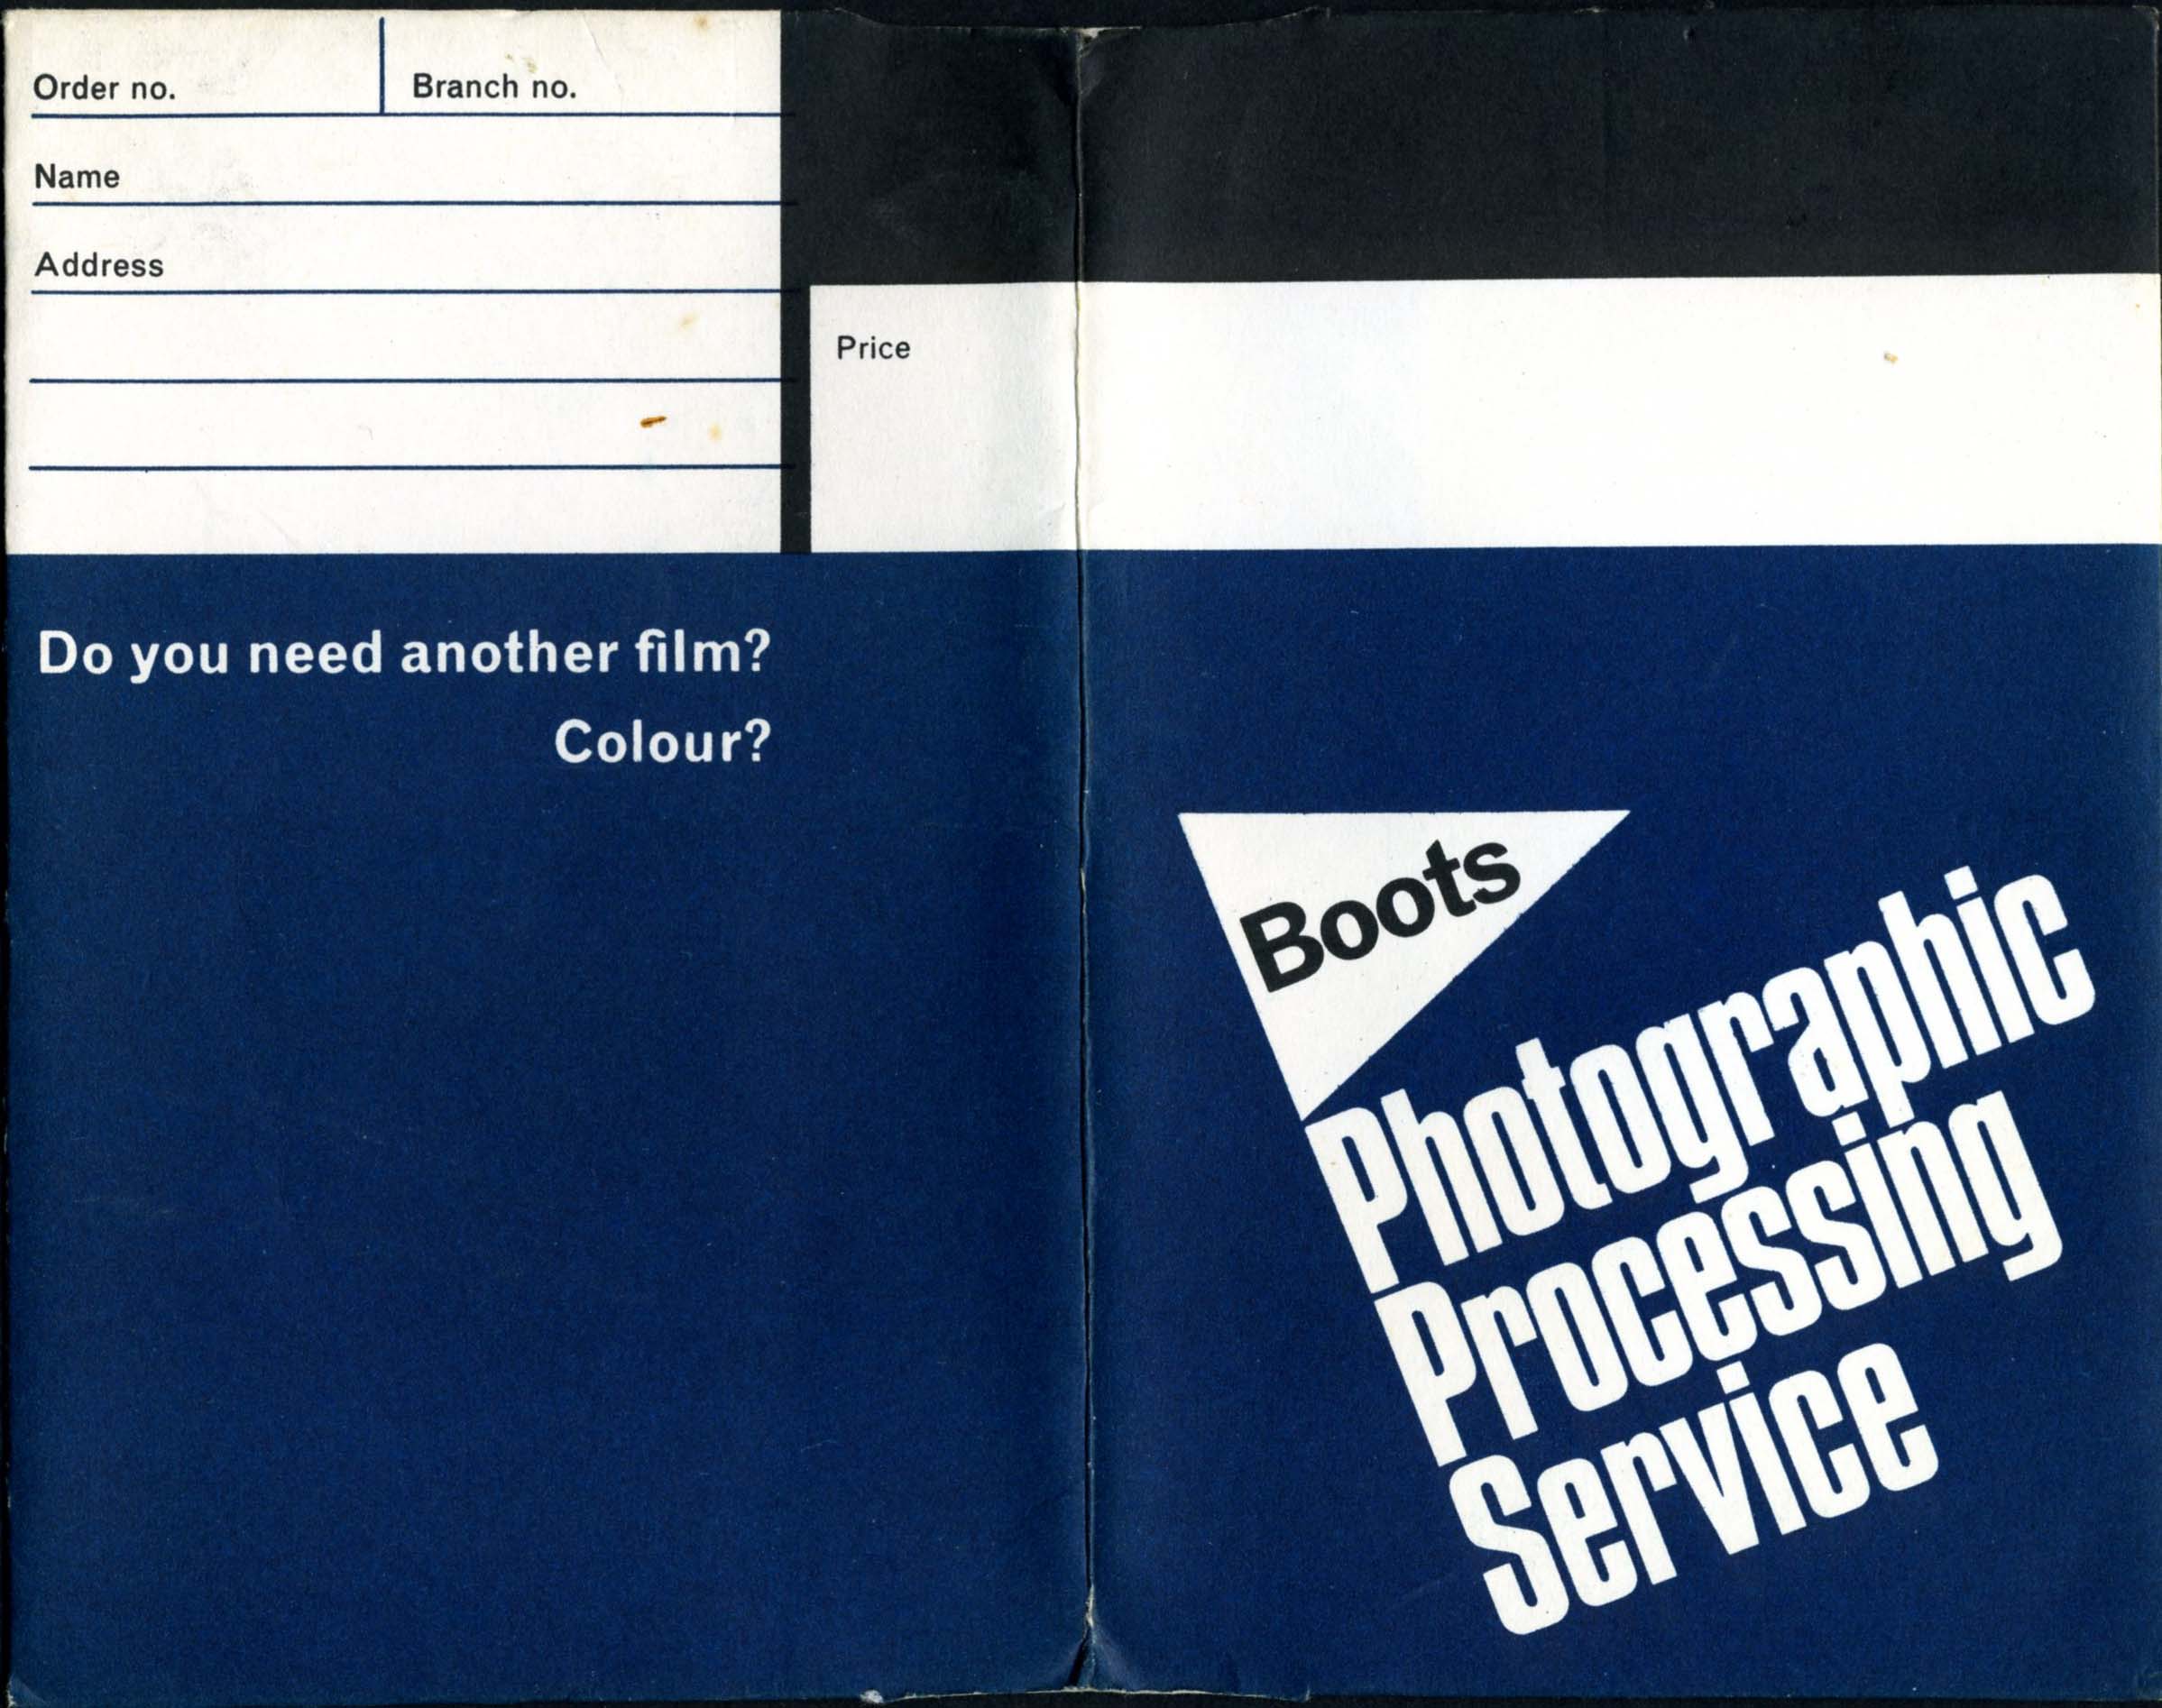 Order no. Branch no.
Name
Address
Price
Do you need another film?
Colour?
Boots
Photographic
Processing
Service